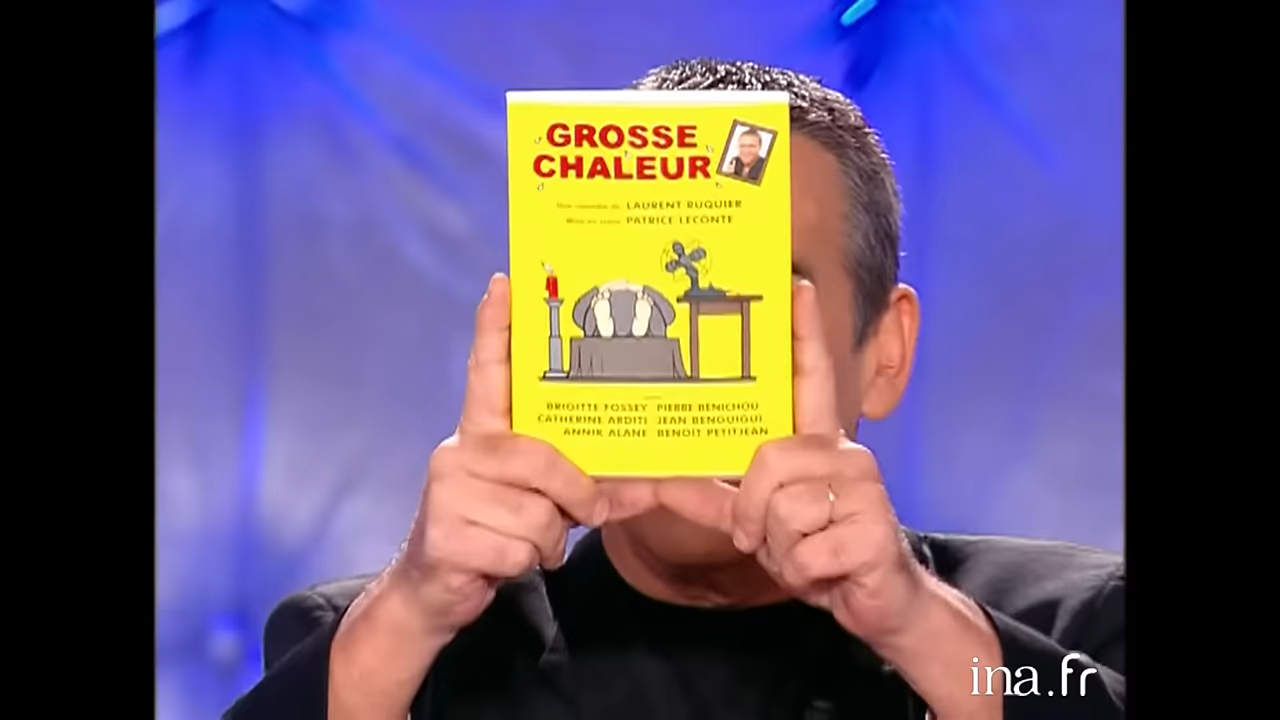 GROSSE
CHALEUR
Une comédie de LAURENT RUQUIER
Mise en scène PATRICE LECONTE
BRIGITTE FOSSEY PIERRE BENICHOU
CATHERINE ARDITI JEAN BENGUIGUI
ANNIK ALANE BENOÎT PETITJEAN
ina.fr